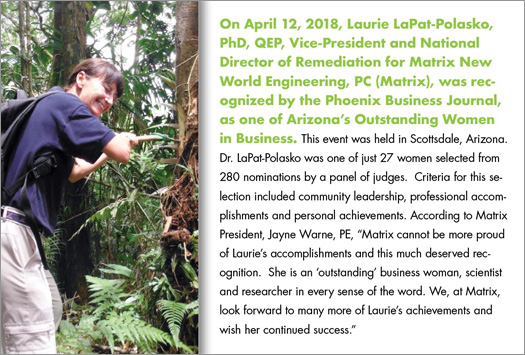 On April 12, 2018, Laurie LaPat-Polasko,
PhD, QEP, Vice-President and National
Director of Remediation for Matrix New
World Engineering, PC (Matrix), was rec-
ognized by the Phoenix Business Journal,
as one of Arizona's Outstanding Women
in Business. This event was held in Scottsdale, Arizona.
Dr. LaPat-Polasko was one of just 27 women selected from
280 nominations by a panel of judges.  Criteria for this se-
lection included community leadership, professional accom-
plishments and personal achievements. According to Matrix
President, Jayne Warne, PE, “Matrix cannot be more proud
of Laurie's accomplishments and this much deserved rec-
ognition.  She is an ‘outstanding’ business woman, scientist
and researcher in every sense of the word. We, at Matrix,
look forward to many more of Laurie's achievements and
wish her continued success.”